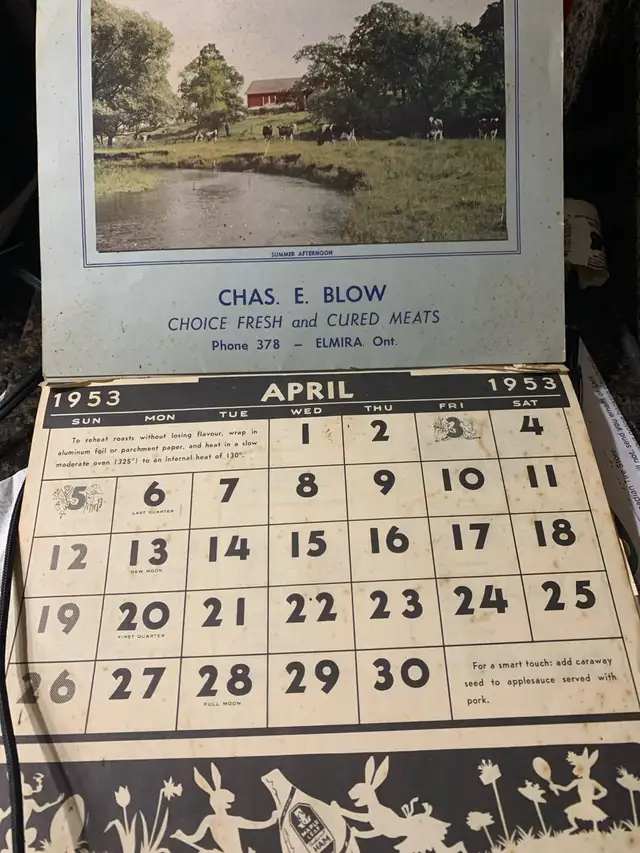 SUMMER AFTERNOON
CHAS. E. BLOW
CHOICE FRESH and CURED MEATS
Phone 378 – ELMIRA Ont.
1953 APRIL 1953
SUN MON TUE WED THU FRI SAT
To reheat roasts without losing flavour, wrap in
aluminum foil or parchment paper, and heat in a slow
moderate oven (325°) to an internal heat of 130°.
1 2 3 4
5 6 7 8 9 10 11
LAST QUARTER
12 13 14 15 16 17 18
NEW MOON
19 20 21 22 23 24 25
FIRST QUARTER
26 27 28 29 30
FULL MOON
For a smart touch: add caraway
seed to applesauce served with
pork.
HAM